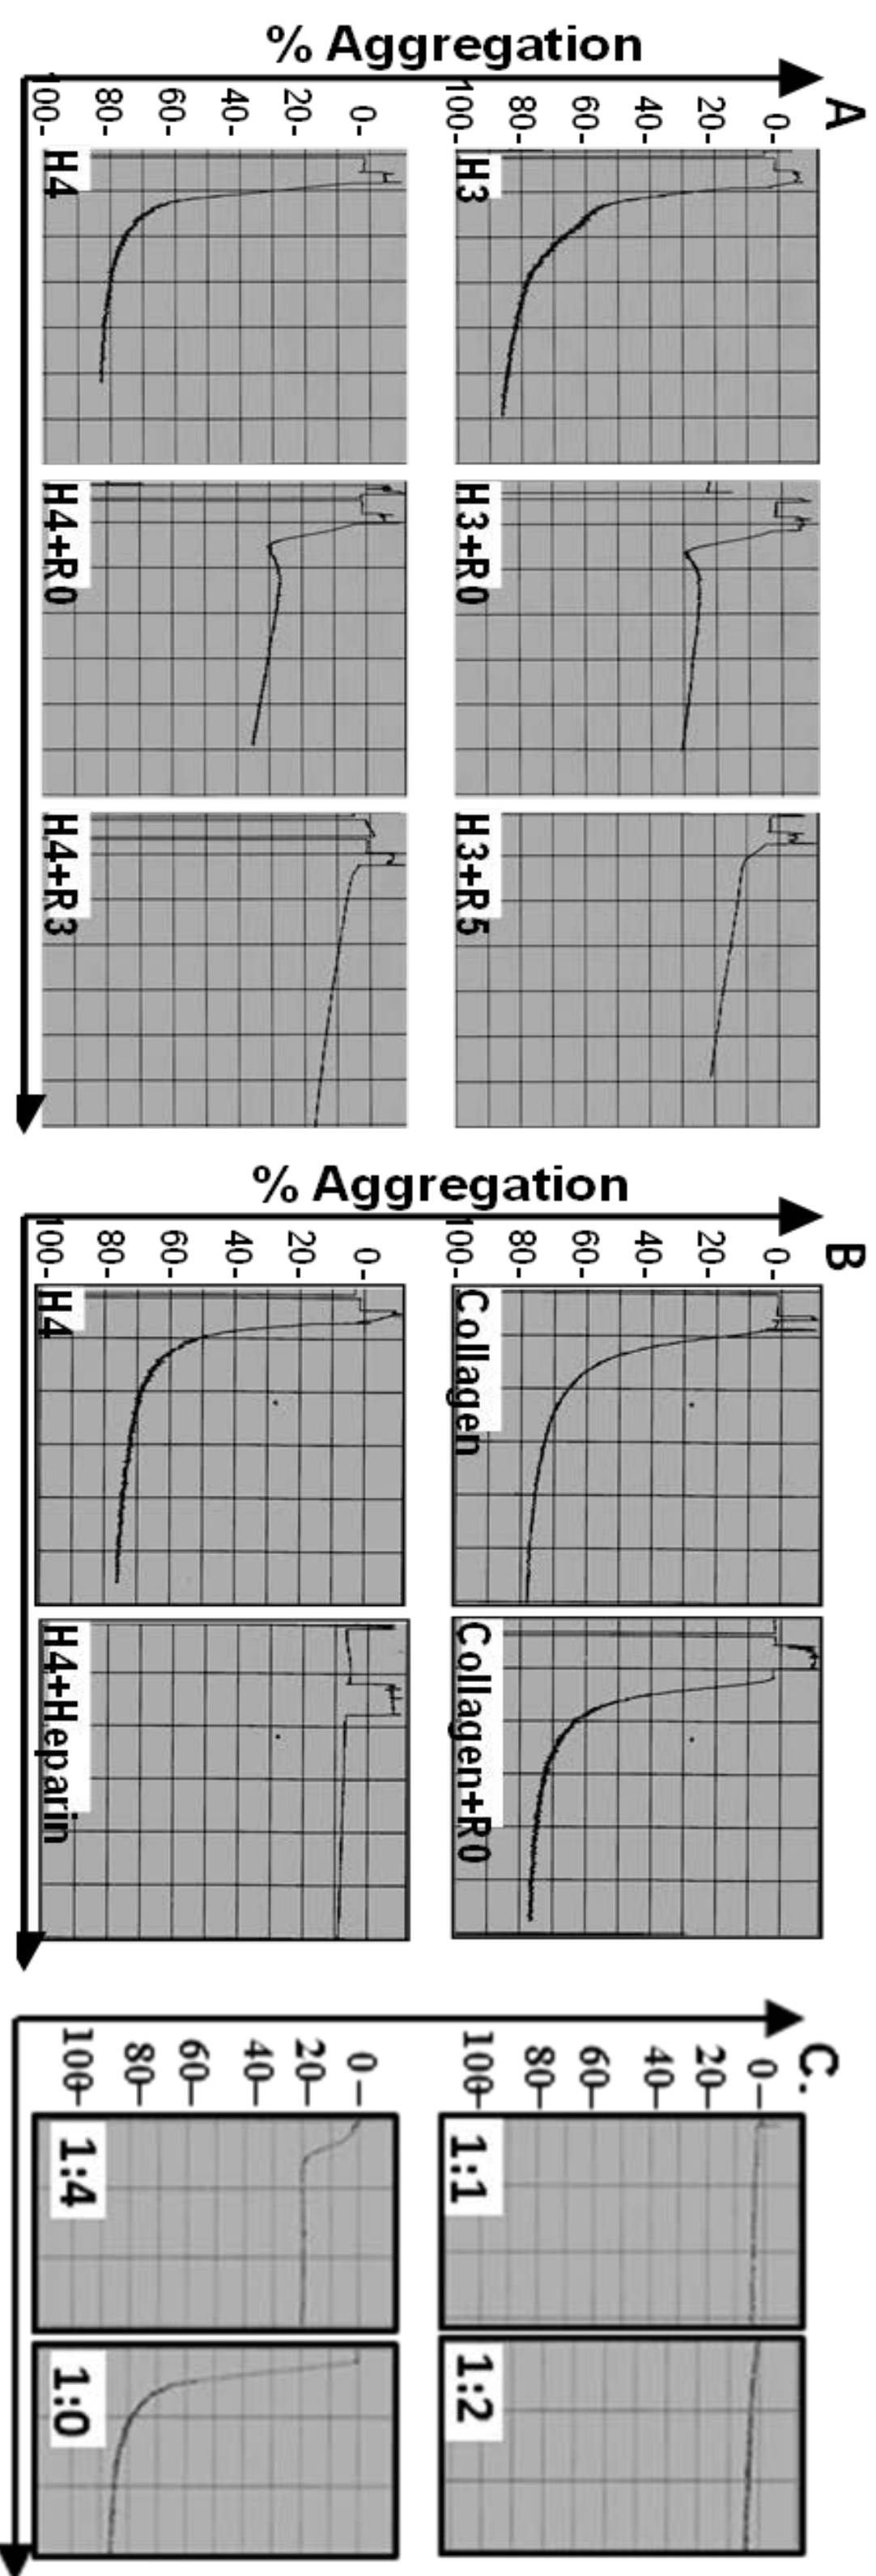 A
% Aggregation
0-
20-
40-
60-
80-
100-
H3
H3+R0
H3+R5
0-
20-
40-
60-
80-
100-
H4
H4+R0
H4+R3
B
% Aggregation
0-
20-
40-
60-
80-
100-
Collagen
Collagen+R0
0-
20-
40-
60-
80-
100-
H4
H4+Heparin
C.
0-
20-
40-
60-
80-
100-
1:1
1:2
0-
20-
40-
60-
80-
100-
1:4
1:0